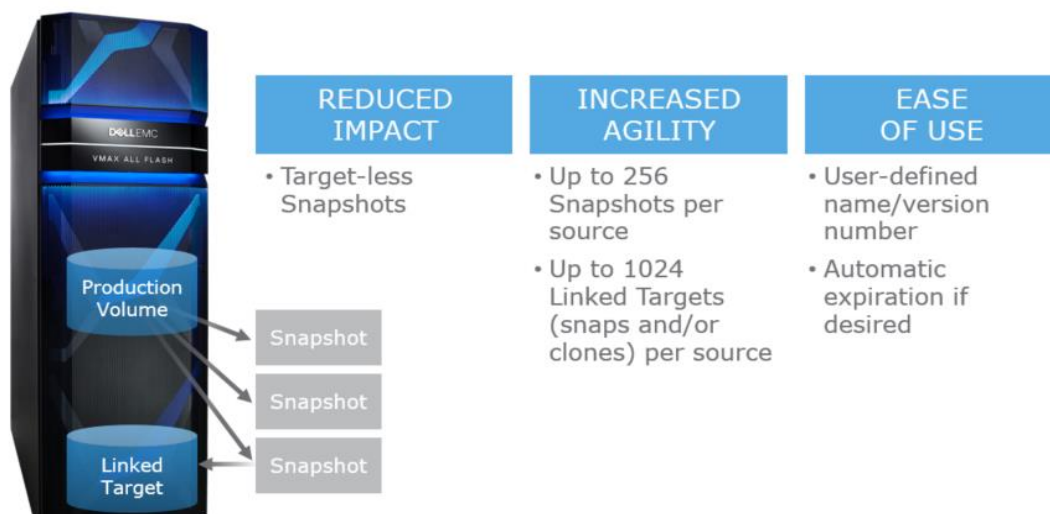 DELLEMC
VMAX ALL FLASH
Production
Volume
Linked
Target
Snapshot
Snapshot
Snapshot
REDUCED
IMPACT
• Target-less
Snapshots
INCREASED
AGILITY
• Up to 256
Snapshots per
source
• Up to 1024
Linked Targets
(snaps and/or
clones) per source
EASE
OF USE
• User-defined
name/version
number
• Automatic
expiration if
desired